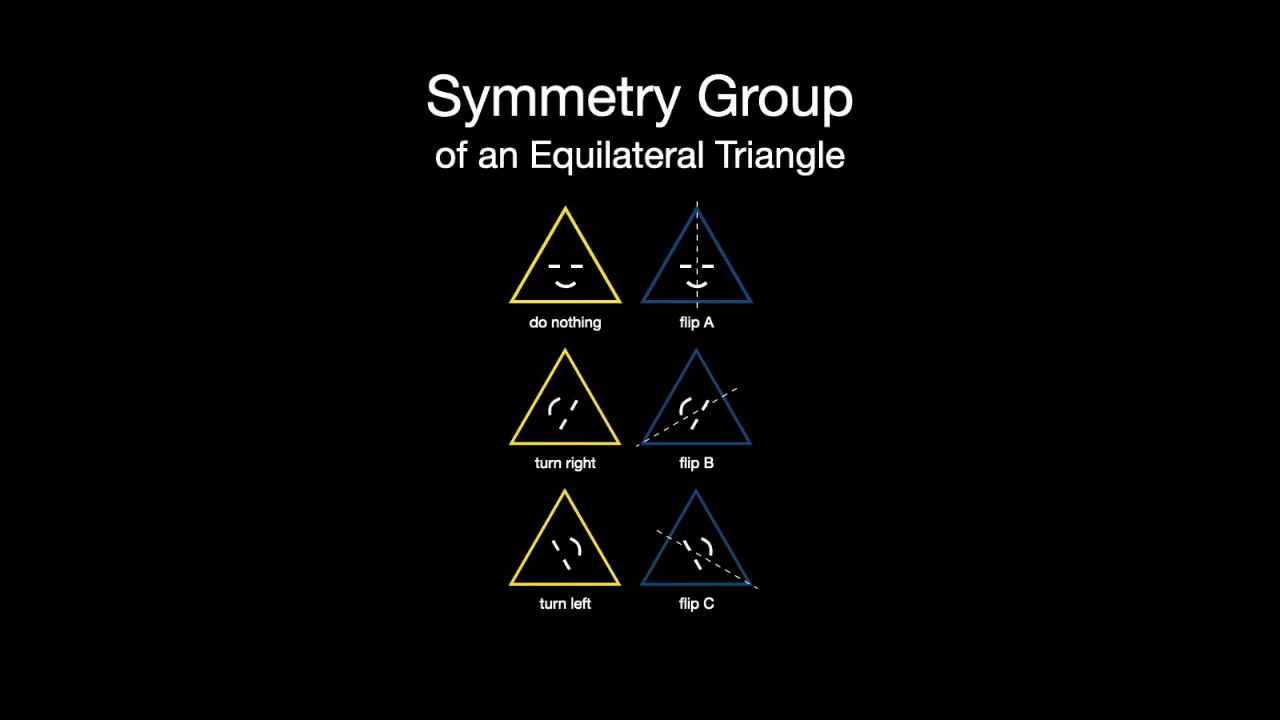 Symmetry Group
of an Equilateral Triangle
do nothing
flip A
turn right
flip B
turn left
flip C